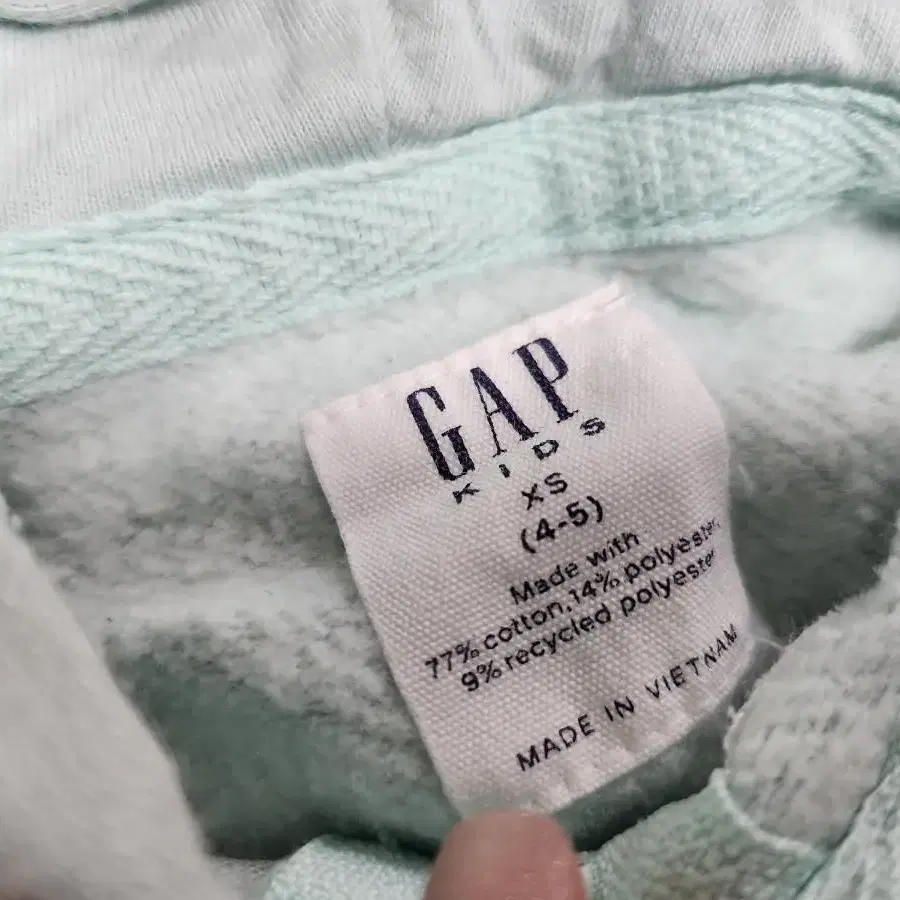 GAP
KIDS
XS
(4-5)
Made with
77% cotton, 14% polyester,
9% recycled polyester
MADE IN VIETNAM